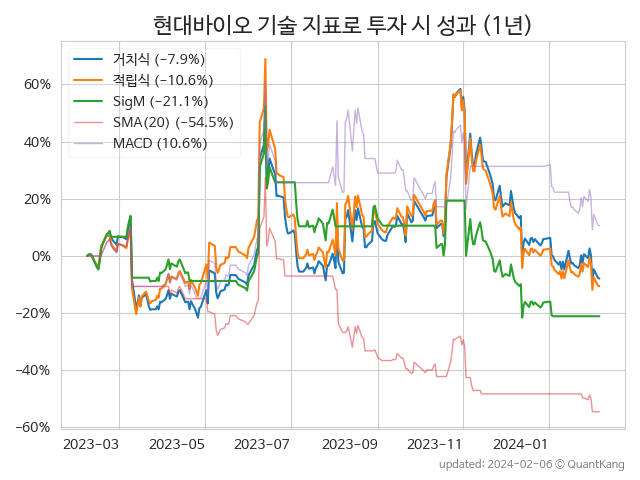 현대바이오 기술 지표로 투자 시 성과 (1년)
거치식 (−7.9%)
적립식 (−10.6%)
SigM (−21.1%)
SMA(20) (−54.5%)
MACD (10.6%)
60%
40%
20%
0%
−20%
−40%
−60%
2023-03 2023-05 2023-07 2023-09 2023-11 2024-01
updated: 2024-02-06 © QuantKang